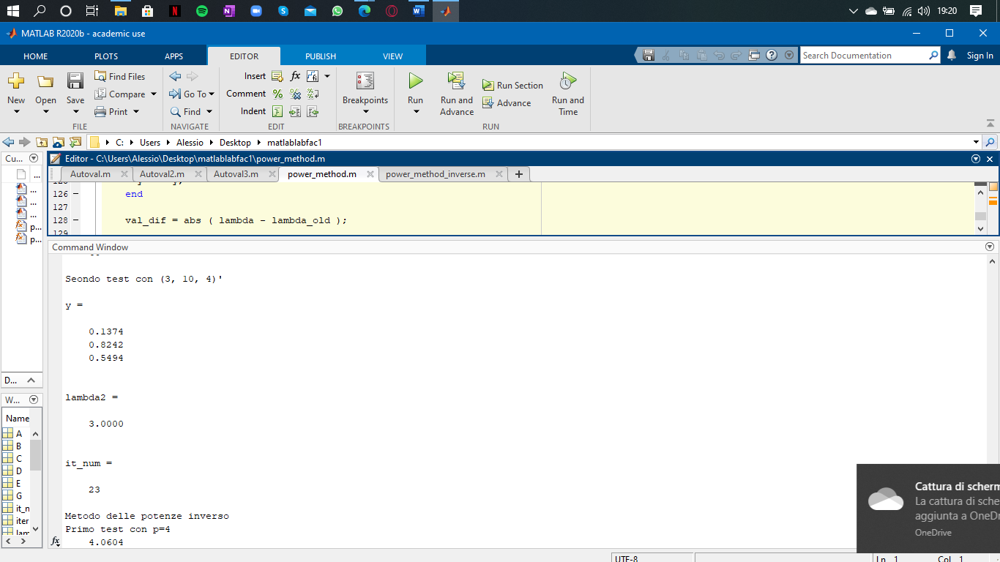 19:20
MATLAB R2020b - academic use
HOME PLOTS APPS EDITOR PUBLISH VIEW
Search Documentation
Sign In
Find Files
Insert
fx
Compare
Go To
Comment
Run Section
New Open Save
Breakpoints
Run
Run and Advance
Advance
Run and Time
Print
Find
Indent
FILE NAVIGATE EDIT BREAKPOINTS RUN
C: Users Alessio Desktop matlablabfac1
Cu...
Editor - C:\Users\Alessio\Desktop\matlablabfac1\power_method.m
Autoval.m Autoval2.m Autoval3.m power_method.m power_method_inverse.m
...
...
...
...
p...
p...
126 end
127
128 val_dif = abs ( lambda - lambda_old );
129
Command Window
Seondo test con (3, 10, 4)'
y =
0.1374
0.8242
0.5494
lambda2 =
3.0000
it_num =
23
Metodo delle potenze inverso
Primo test con p=4
4.0604
fx
D...
W...
Name
A
B
C
D
E
G
it_n
iter
lam
Cattura di scherm
La cattura di sche
aggiunta a OneDr
OneDrive
UTF-8
Ln 1 Col 1